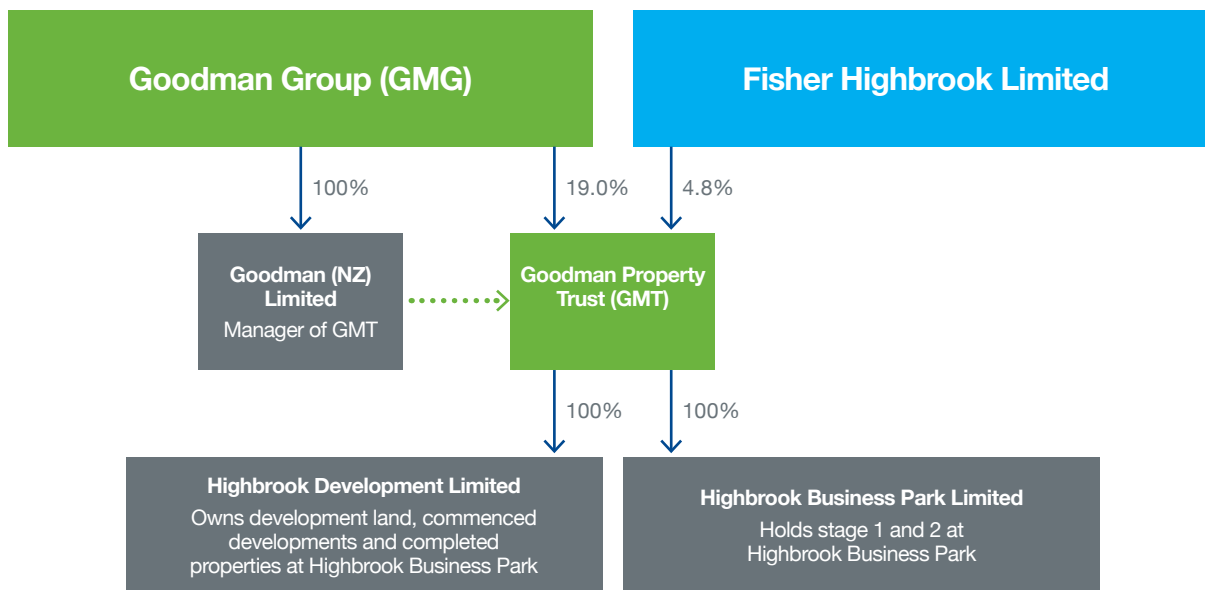 Goodman Group (GMG)
Fisher Highbrook Limited
100%
19.0%
4.8%
Goodman (NZ)
Limited
Manager of GMT
Goodman Property
Trust (GMT)
100%
100%
Highbrook Development Limited
Owns development land, commenced
developments and completed
properties at Highbrook Business Park
Highbrook Business Park Limited
Holds stage 1 and 2 at
Highbrook Business Park